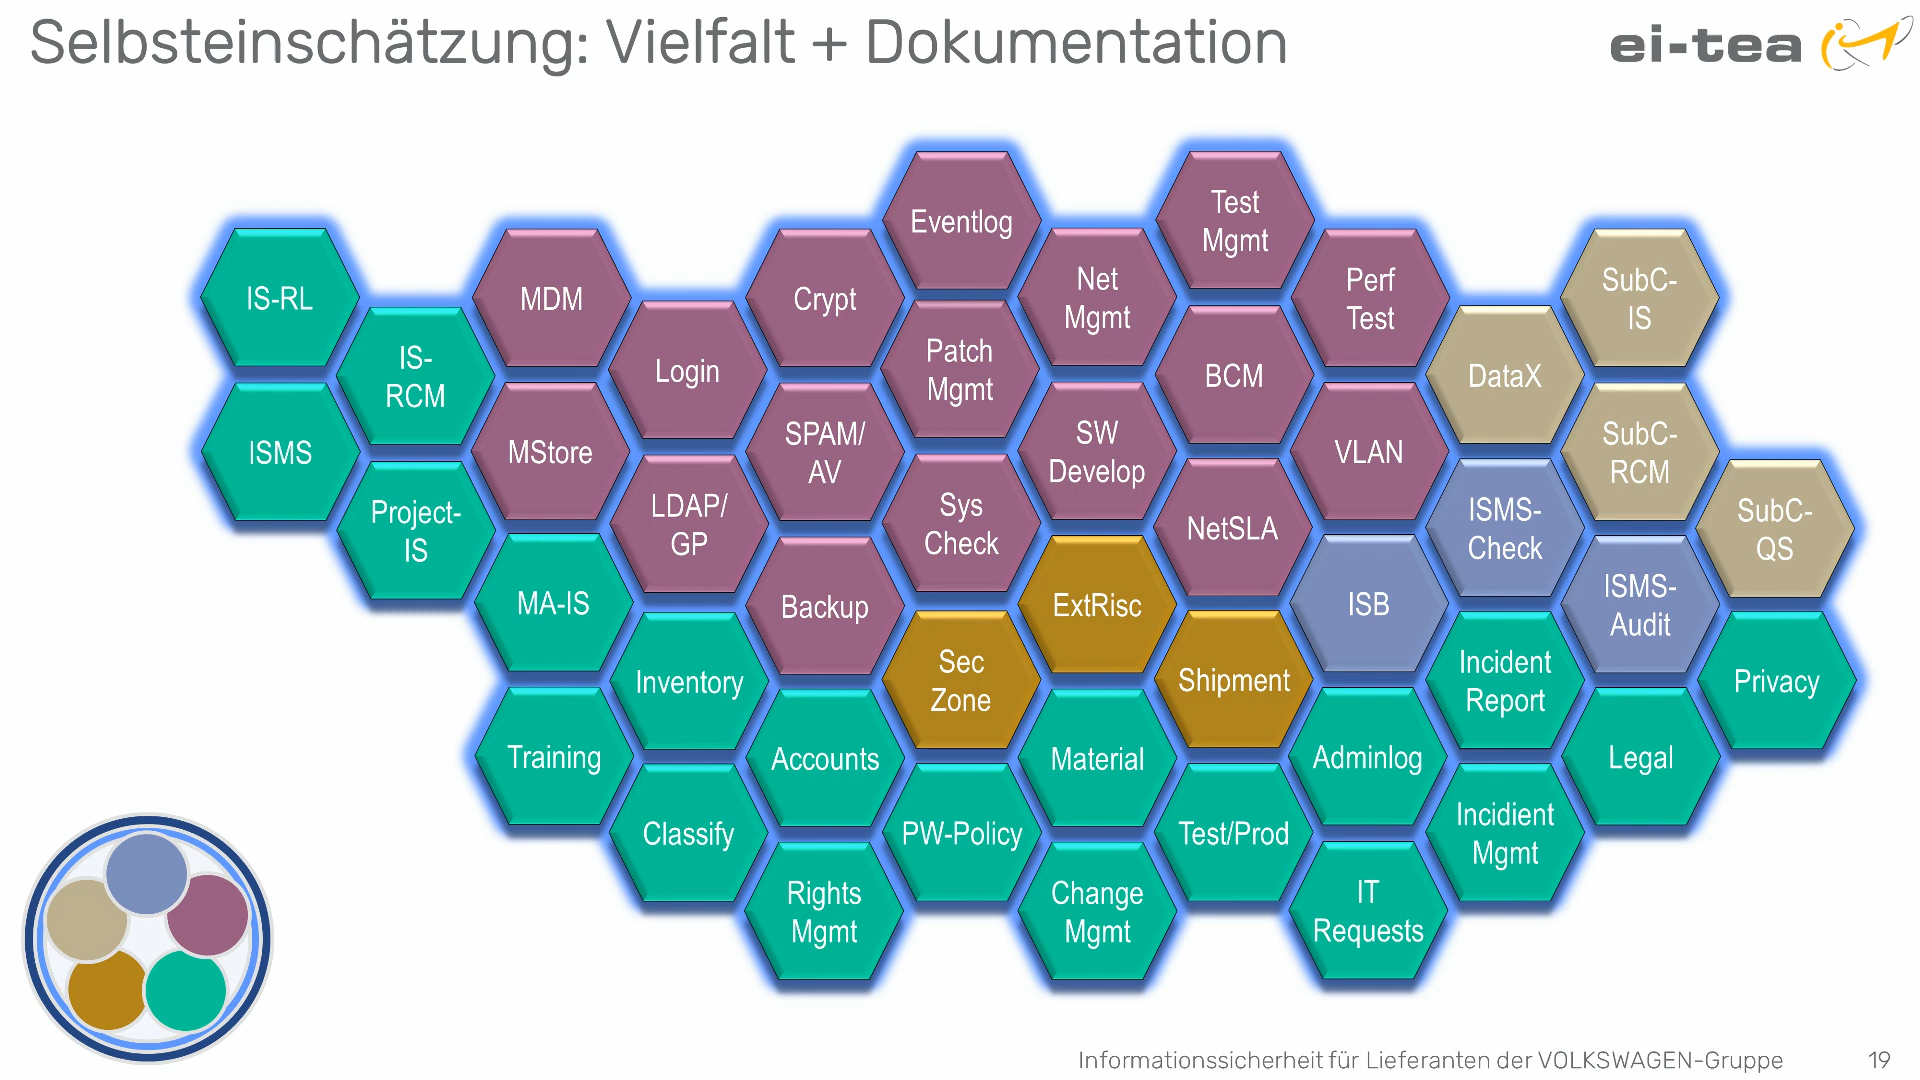 Selbsteinschätzung: Vielfalt + Dokumentation
ei-tea
Eventlog
Test
Mgmt
IS-RL
MDM
Crypt
Net
Mgmt
Perf
Test
SubC-
IS
IS-
RCM
Login
Patch
Mgmt
BCM
DataX
ISMS
MStore
SPAM/
AV
SW
Develop
VLAN
SubC-
RCM
Project-
IS
LDAP/
GP
Sys
Check
NetSLA
ISMS-
Check
SubC-
QS
MA-IS
Backup
ExtRisc
ISB
ISMS-
Audit
Inventory
Sec
Zone
Shipment
Incident
Report
Privacy
Training
Accounts
Material
Adminlog
Legal
Classify
PW-Policy
Test/Prod
Incidient
Mgmt
Rights
Mgmt
Change
Mgmt
IT
Requests
Informationssicherheit für Lieferanten der VOLKSWAGEN-Gruppe
19